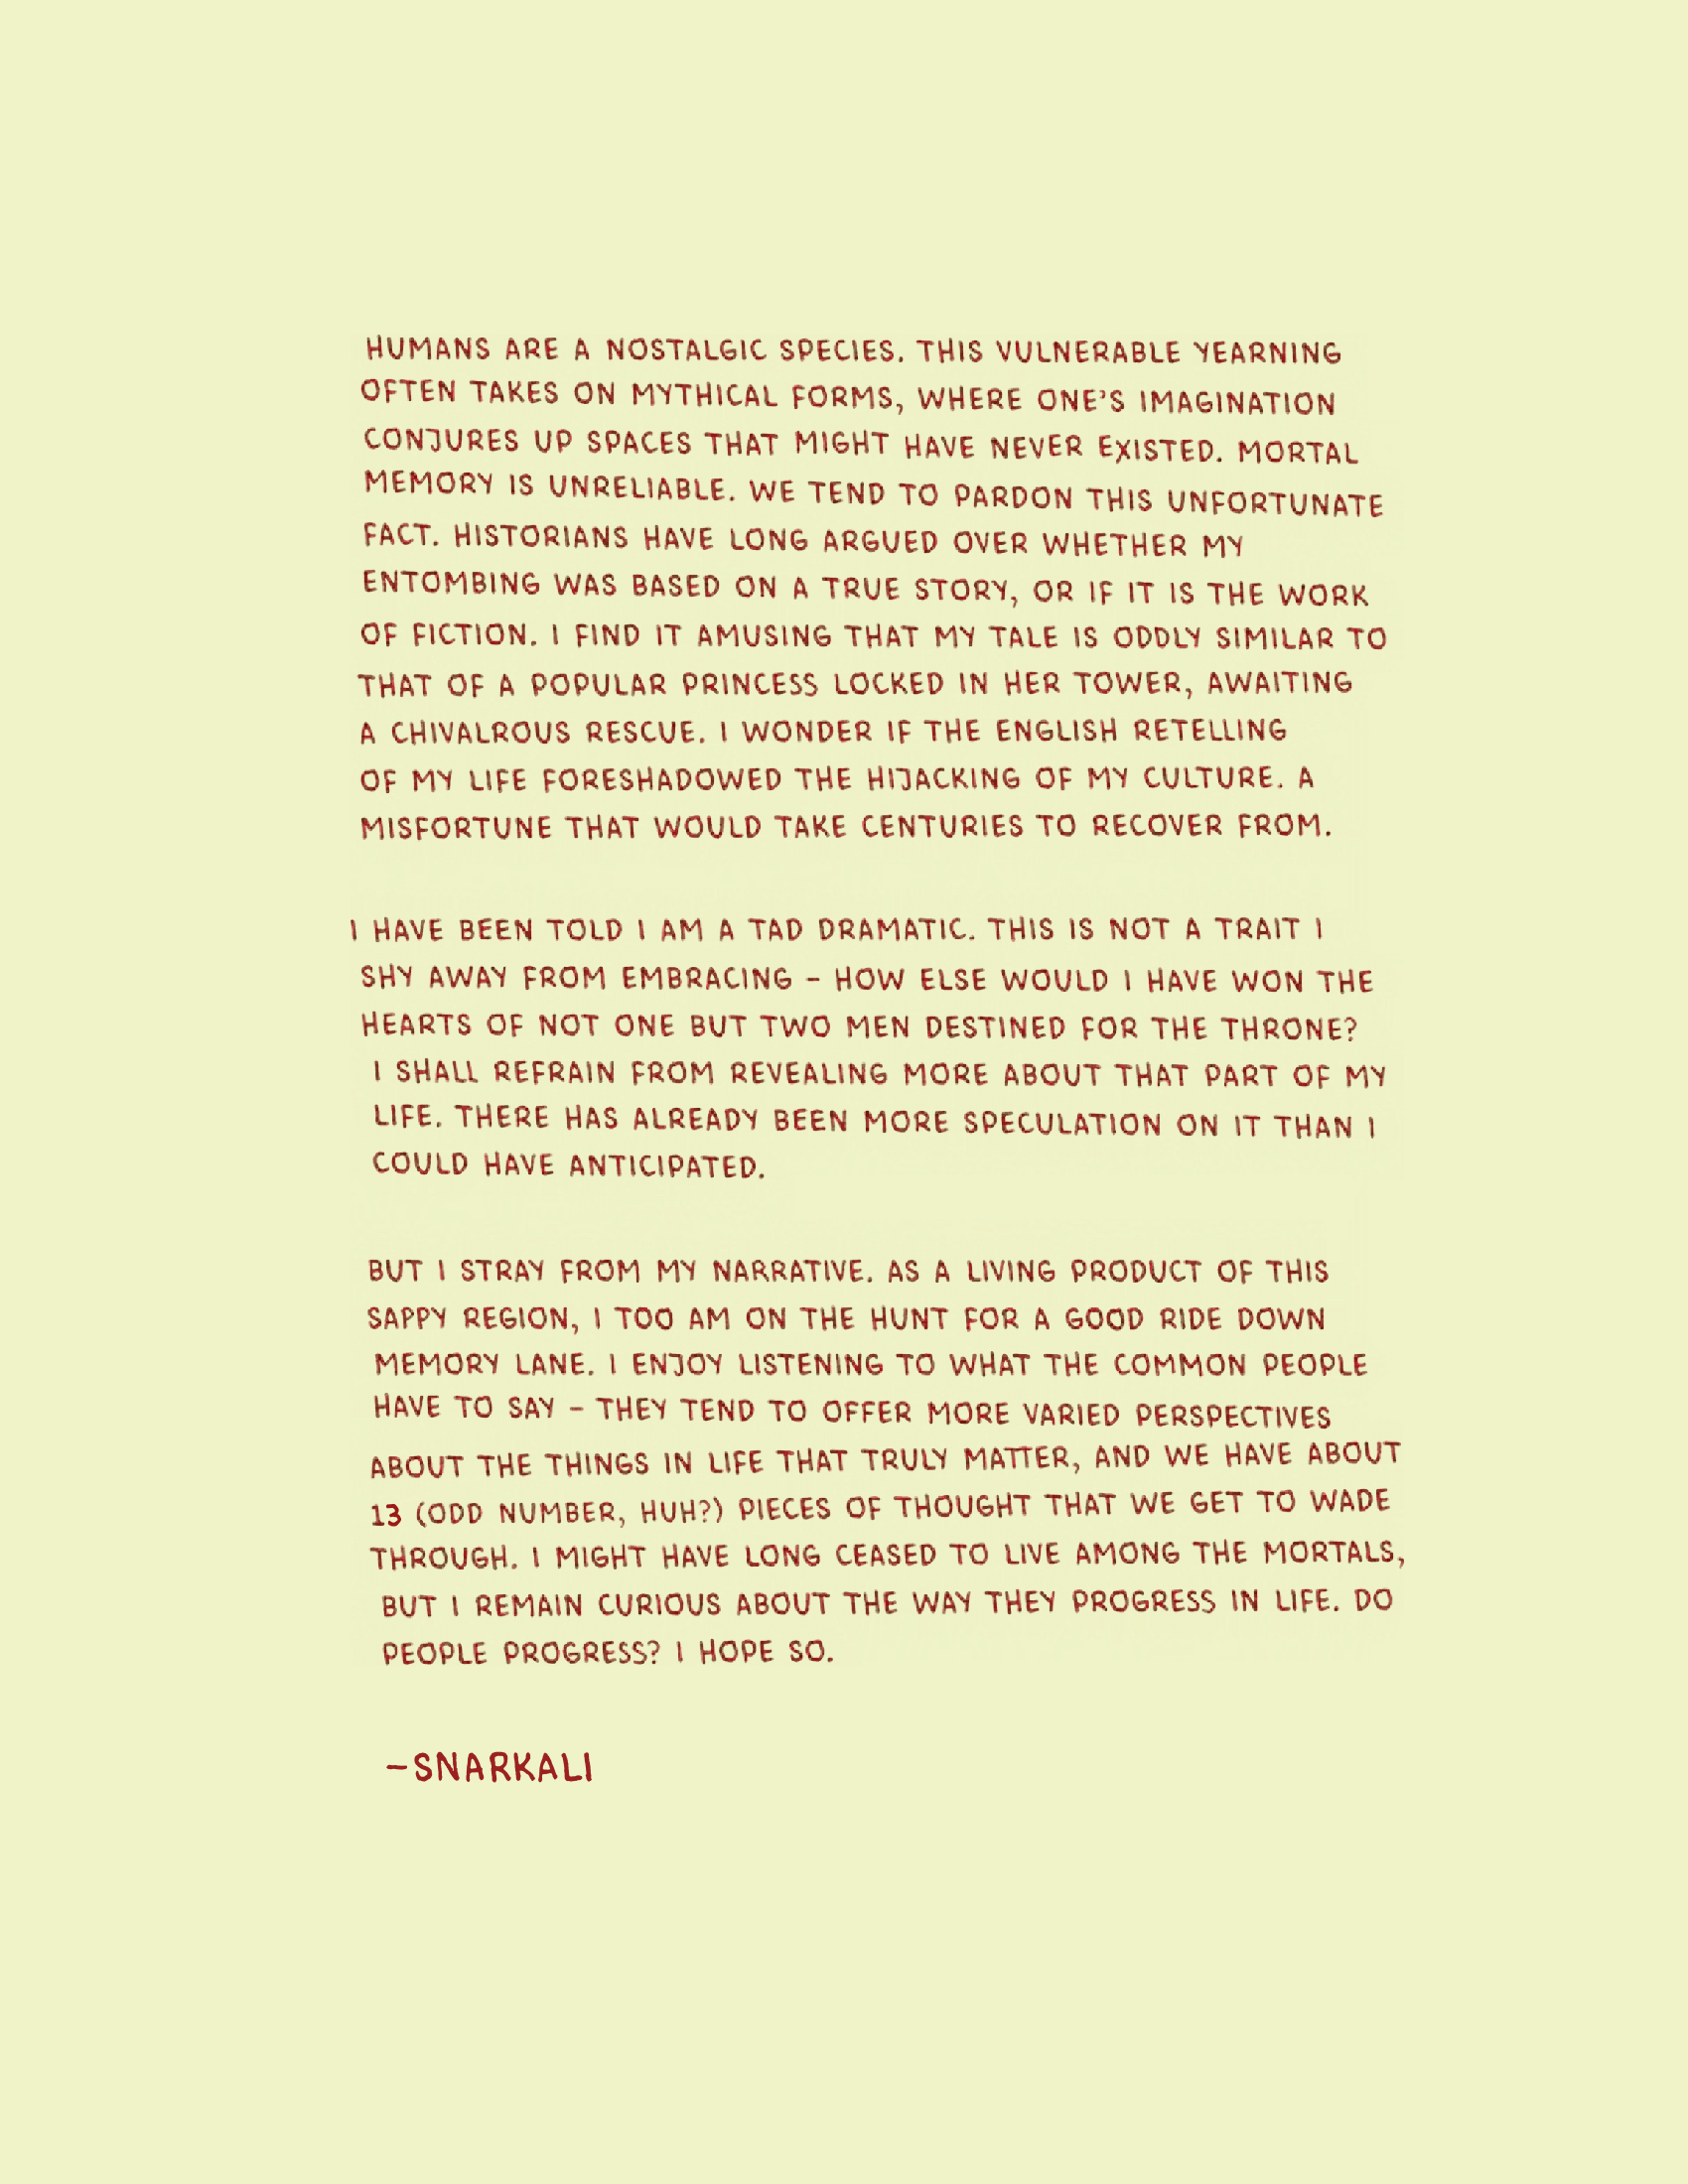 HUMANS ARE A NOSTALGIC SPECIES. THIS VULNERABLE YEARNING
OFTEN TAKES ON MYTHICAL FORMS, WHERE ONE'S IMAGINATION
CONJURES UP SPACES THAT MIGHT HAVE NEVER EXISTED. MORTAL
MEMORY IS UNRELIABLE. WE TEND TO PARDON THIS UNFORTUNATE
FACT. HISTORIANS HAVE LONG ARGUED OVER WHETHER MY
ENTOMBING WAS BASED ON A TRUE STORY, OR IF IT IS THE WORK
OF FICTION. I FIND IT AMUSING THAT MY TALE IS ODDLY SIMILAR TO
THAT OF A POPULAR PRINCESS LOCKED IN HER TOWER, AWAITING
A CHIVALROUS RESCUE. I WONDER IF THE ENGLISH RETELLING
OF MY LIFE FORESHADOWED THE HIJACKING OF MY CULTURE. A
MISFORTUNE THAT WOULD TAKE CENTURIES TO RECOVER FROM.
I HAVE BEEN TOLD I AM A TAD DRAMATIC. THIS IS NOT A TRAIT I
SHY AWAY FROM EMBRACING – HOW ELSE WOULD I HAVE WON THE
HEARTS OF NOT ONE BUT TWO MEN DESTINED FOR THE THRONE?
I SHALL REFRAIN FROM REVEALING MORE ABOUT THAT PART OF MY
LIFE. THERE HAS ALREADY BEEN MORE SPECULATION ON IT THAN I
COULD HAVE ANTICIPATED.
BUT I STRAY FROM MY NARRATIVE. AS A LIVING PRODUCT OF THIS
SAPPY REGION, I TOO AM ON THE HUNT FOR A GOOD RIDE DOWN
MEMORY LANE. I ENJOY LISTENING TO WHAT THE COMMON PEOPLE
HAVE TO SAY – THEY TEND TO OFFER MORE VARIED PERSPECTIVES
ABOUT THE THINGS IN LIFE THAT TRULY MATTER, AND WE HAVE ABOUT
13 (ODD NUMBER, HUH?) PIECES OF THOUGHT THAT WE GET TO WADE
THROUGH. I MIGHT HAVE LONG CEASED TO LIVE AMONG THE MORTALS,
BUT I REMAIN CURIOUS ABOUT THE WAY THEY PROGRESS IN LIFE. DO
PEOPLE PROGRESS? I HOPE SO.
–SNARKALI